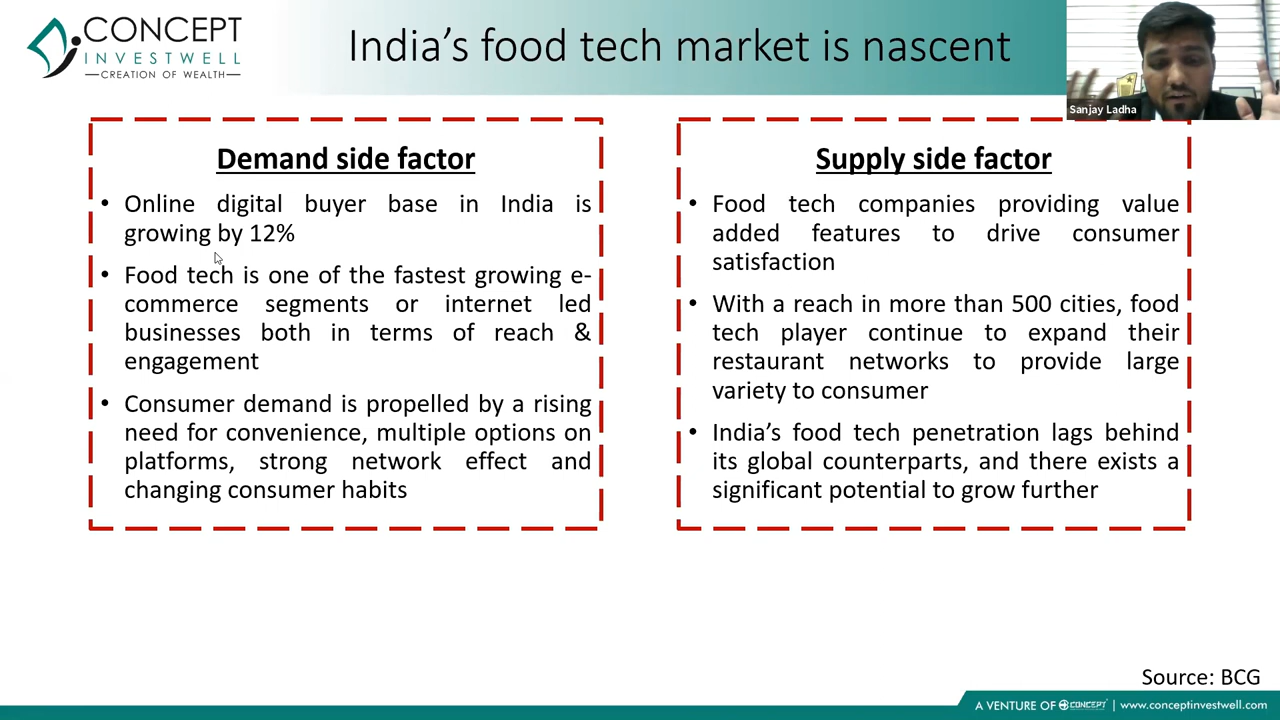 CONCEPT
INVESTWELL
CREATION OF WEALTH
India’s food tech market is nascent
Sanjay Ladha
Demand side factor
• Online digital buyer base in India is
growing by 12%
• Food tech is one of the fastest growing e-
commerce segments or internet led
businesses both in terms of reach &
engagement
• Consumer demand is propelled by a rising
need for convenience, multiple options on
platforms, strong network effect and
changing consumer habits
Supply side factor
• Food tech companies providing value
added features to drive consumer
satisfaction
• With a reach in more than 500 cities, food
tech player continue to expand their
restaurant networks to provide large
variety to consumer
• India’s food tech penetration lags behind
its global counterparts, and there exists a
significant potential to grow further
Source: BCG
A VENTURE OF CONCEPT | www.conceptinvestwell.com